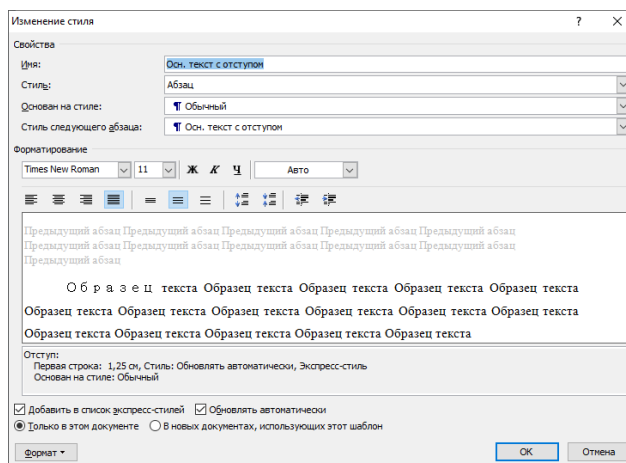 Изменение стиля ? ×
Свойства
Имя: Осн. текст с отступом
Стиль: Абзац
Основан на стиле: ¶ Обычный
Стиль следующего абзаца: ¶ Осн. текст с отступом
Форматирование
Times New Roman 11 Ж К Ч Авто
Предыдущий абзац Предыдущий абзац Предыдущий абзац Предыдущий абзац Предыдущий абзац
Предыдущий абзац Предыдущий абзац Предыдущий абзац Предыдущий абзац Предыдущий абзац
Предыдущий абзац
Образец текста Образец текста Образец текста Образец текста Образец текста
Образец текста Образец текста Образец текста Образец текста Образец текста Образец текста
Образец текста Образец текста Образец текста Образец текста Образец текста
Отступ:
Первая строка: 1,25 см, Стиль: Обновлять автоматически, Экспресс-стиль
Основан на стиле: Обычный
Добавить в список экспресс-стилей Обновлять автоматически
Только в этом документе В новых документах, использующих этот шаблон
Формат ОК Отмена